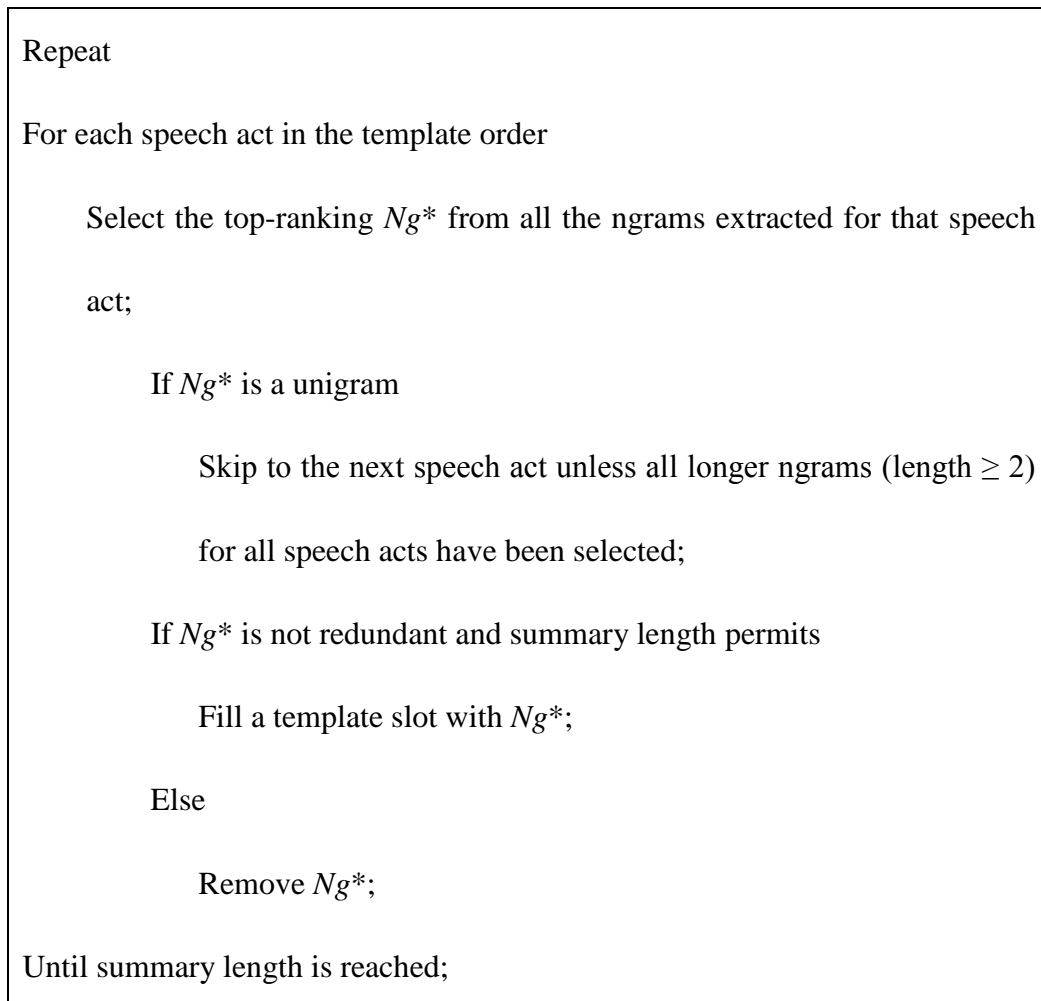 Repeat
For each speech act in the template order
Select the top-ranking Ng* from all the ngrams extracted for that speech
act;
If Ng* is a unigram
Skip to the next speech act unless all longer ngrams (length ≥ 2)
for all speech acts have been selected;
If Ng* is not redundant and summary length permits
Fill a template slot with Ng*;
Else
Remove Ng*;
Until summary length is reached;